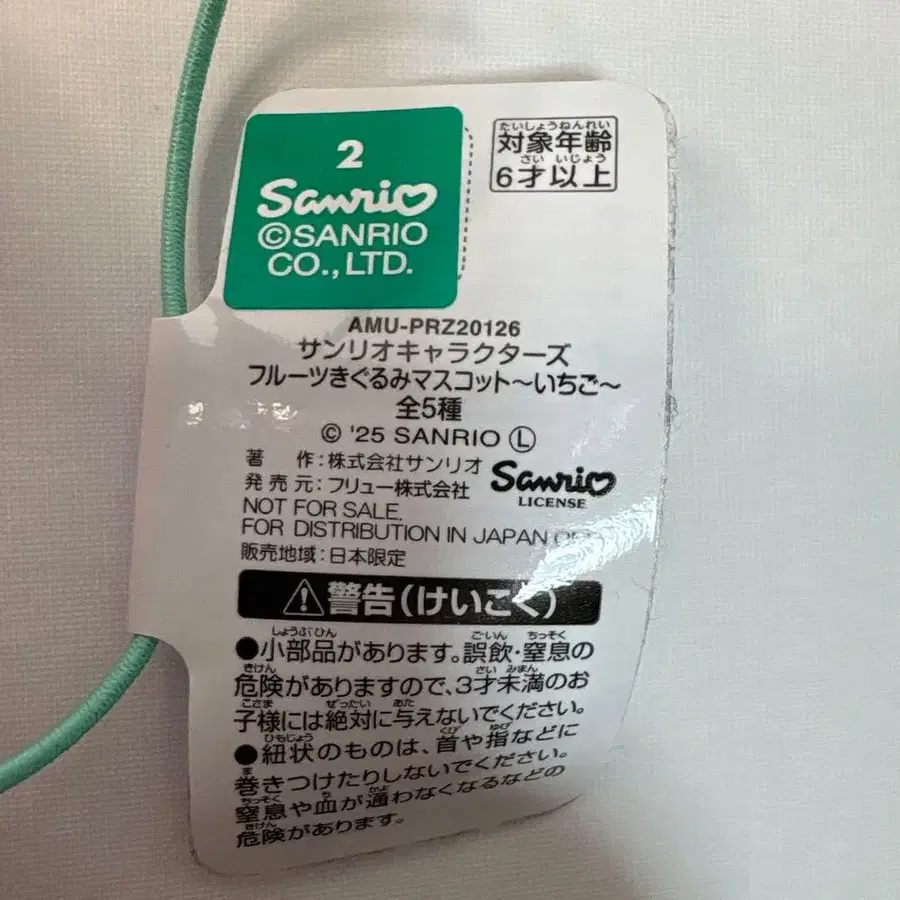 2
Sanrio
©SANRIO
CO., LTD.
たいしょうねんれい
対象年齢
さい いじょう
6才以上
AMU-PRZ20126
サンリオキャラクターズ
フルーツきぐるみマスコット～いちご～
全5種
© '25 SANRIO Ⓛ
著 作:株式会社サンリオ
発 売 元:フリュー株式会社
Sanrio
LICENSE
NOT FOR SALE.
FOR DISTRIBUTION IN JAPAN
販売地域:日本限定
警告(けいこく)
しょうぶひん ごいん ちっそく
●小部品があります。誤飲・窒息の
きけん さい みまん
危険がありますので、3才未満のお
こさま ぜったい あた
子様には絶対に与えないでください。
ひもじょう くび ゆび
●紐状のものは、首や指などに
ま
巻きつけたりしないでください。
ちっそく ち かよ
窒息や血が通わなくなるなどの
きけん
危険があります。